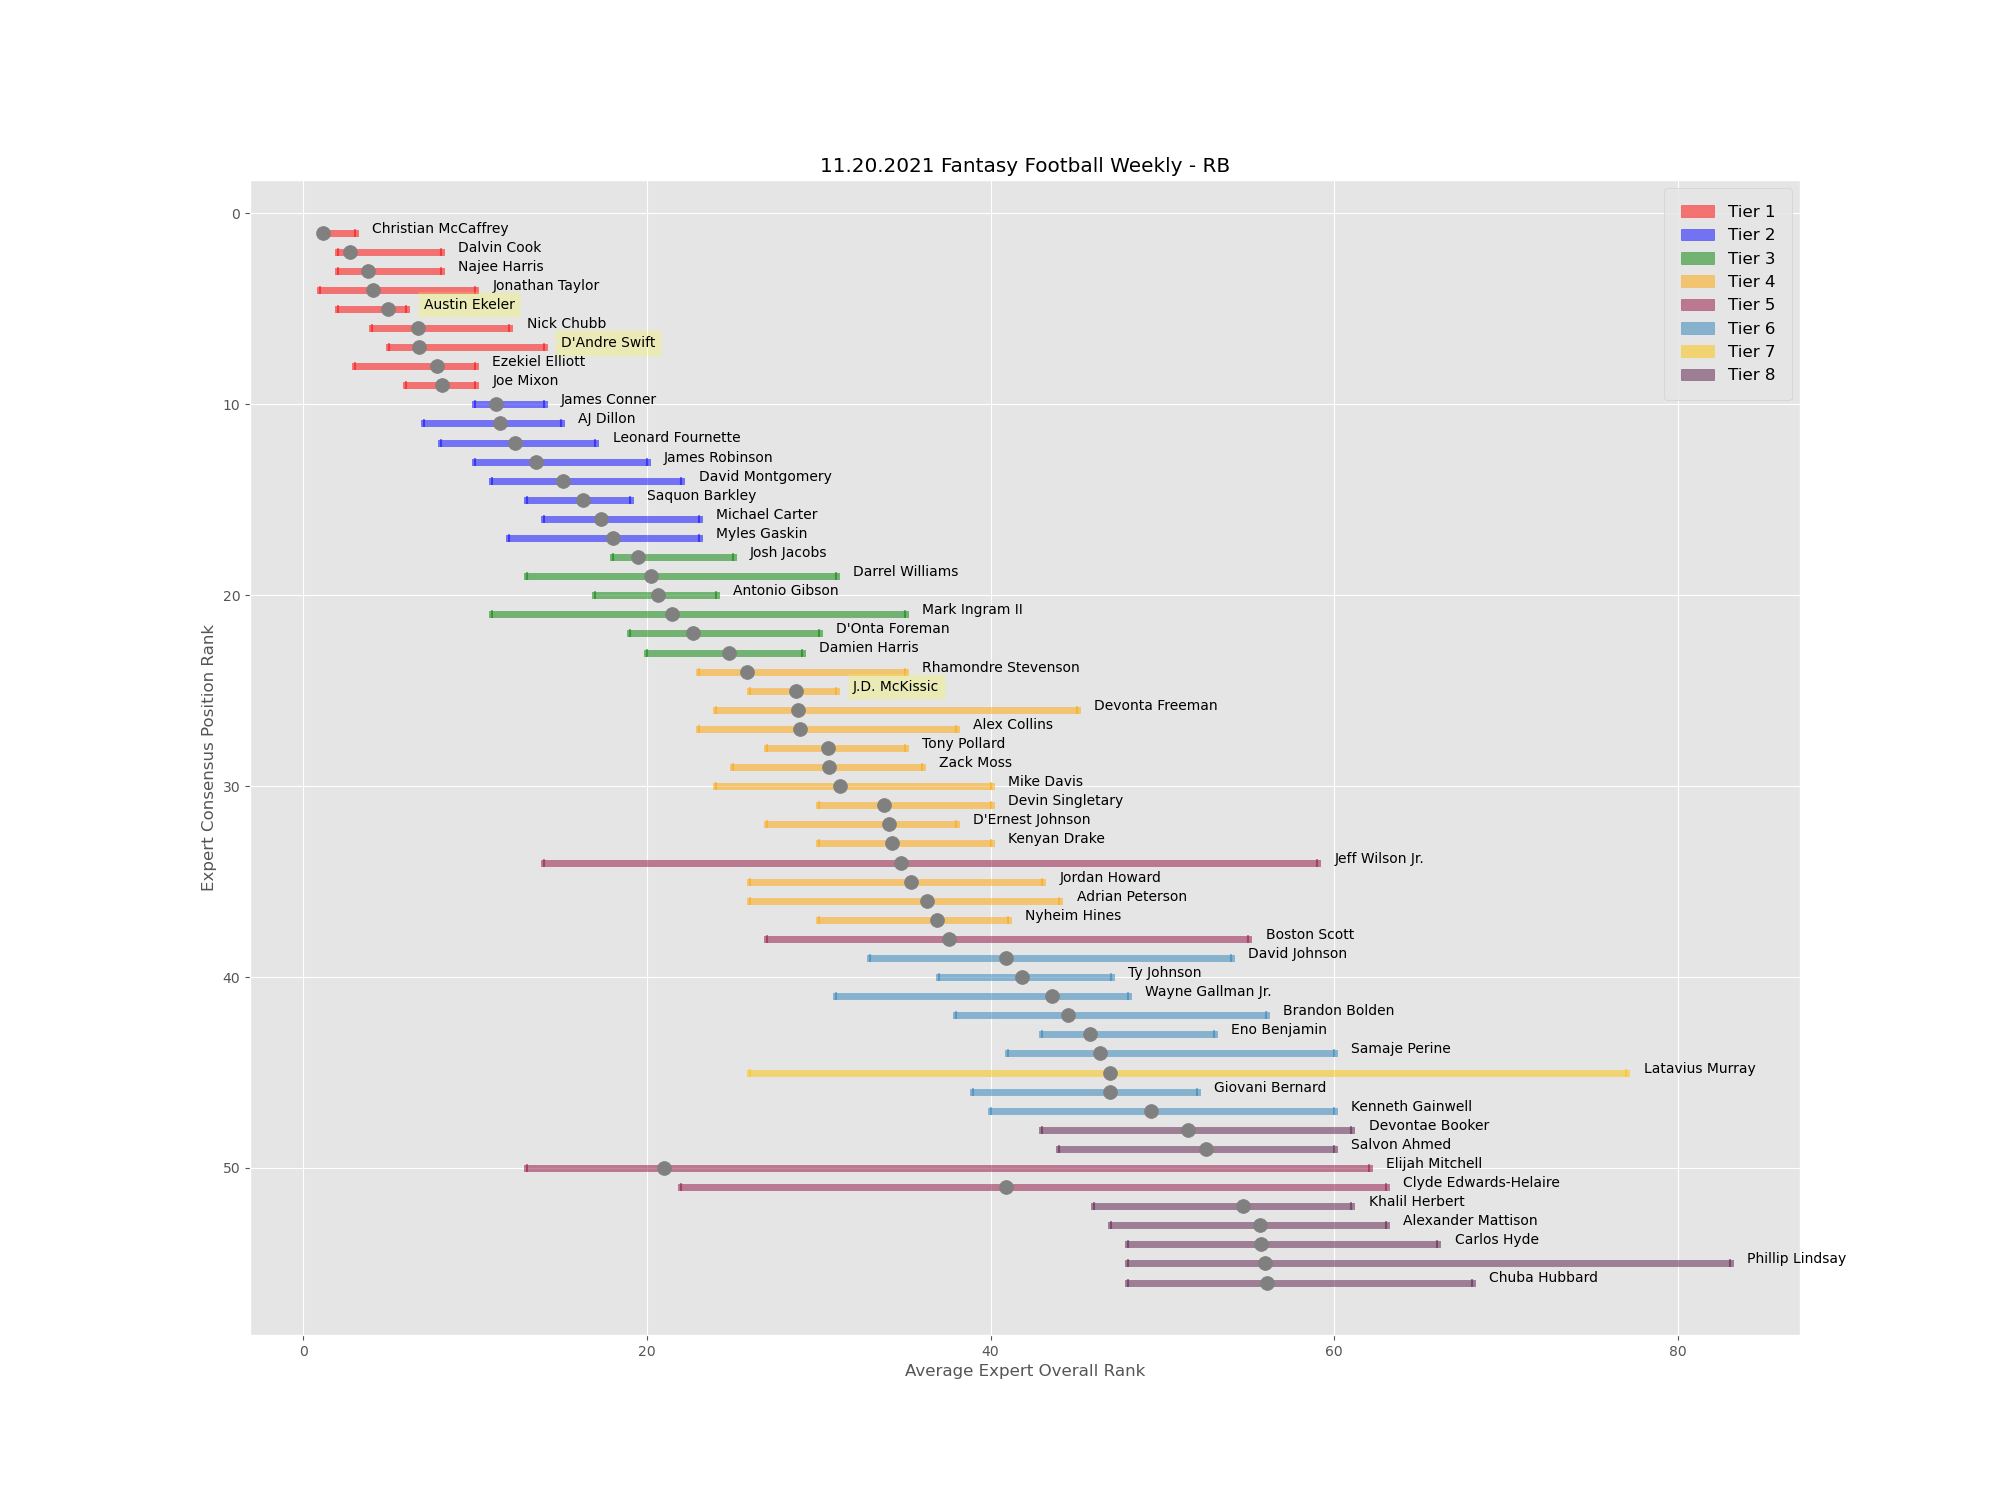 11.20.2021 Fantasy Football Weekly - RB
Tier 1
Tier 2
Tier 3
Tier 4
Tier 5
Tier 6
Tier 7
Tier 8
Expert Consensus Position Rank
0
10
20
30
40
50
Christian McCaffrey
Dalvin Cook
Najee Harris
Jonathan Taylor
Austin Ekeler
Nick Chubb
D'Andre Swift
Ezekiel Elliott
Joe Mixon
James Conner
AJ Dillon
Leonard Fournette
James Robinson
David Montgomery
Saquon Barkley
Michael Carter
Myles Gaskin
Josh Jacobs
Darrel Williams
Antonio Gibson
Mark Ingram II
D'Onta Foreman
Damien Harris
Rhamondre Stevenson
J.D. McKissic
Devonta Freeman
Alex Collins
Tony Pollard
Zack Moss
Mike Davis
Devin Singletary
D'Ernest Johnson
Kenyan Drake
Jeff Wilson Jr.
Jordan Howard
Adrian Peterson
Nyheim Hines
Boston Scott
David Johnson
Ty Johnson
Wayne Gallman Jr.
Brandon Bolden
Eno Benjamin
Samaje Perine
Latavius Murray
Giovani Bernard
Kenneth Gainwell
Devontae Booker
Salvon Ahmed
Elijah Mitchell
Clyde Edwards-Helaire
Khalil Herbert
Alexander Mattison
Carlos Hyde
Phillip Lindsay
Chuba Hubbard
0
20
40
60
80
Average Expert Overall Rank